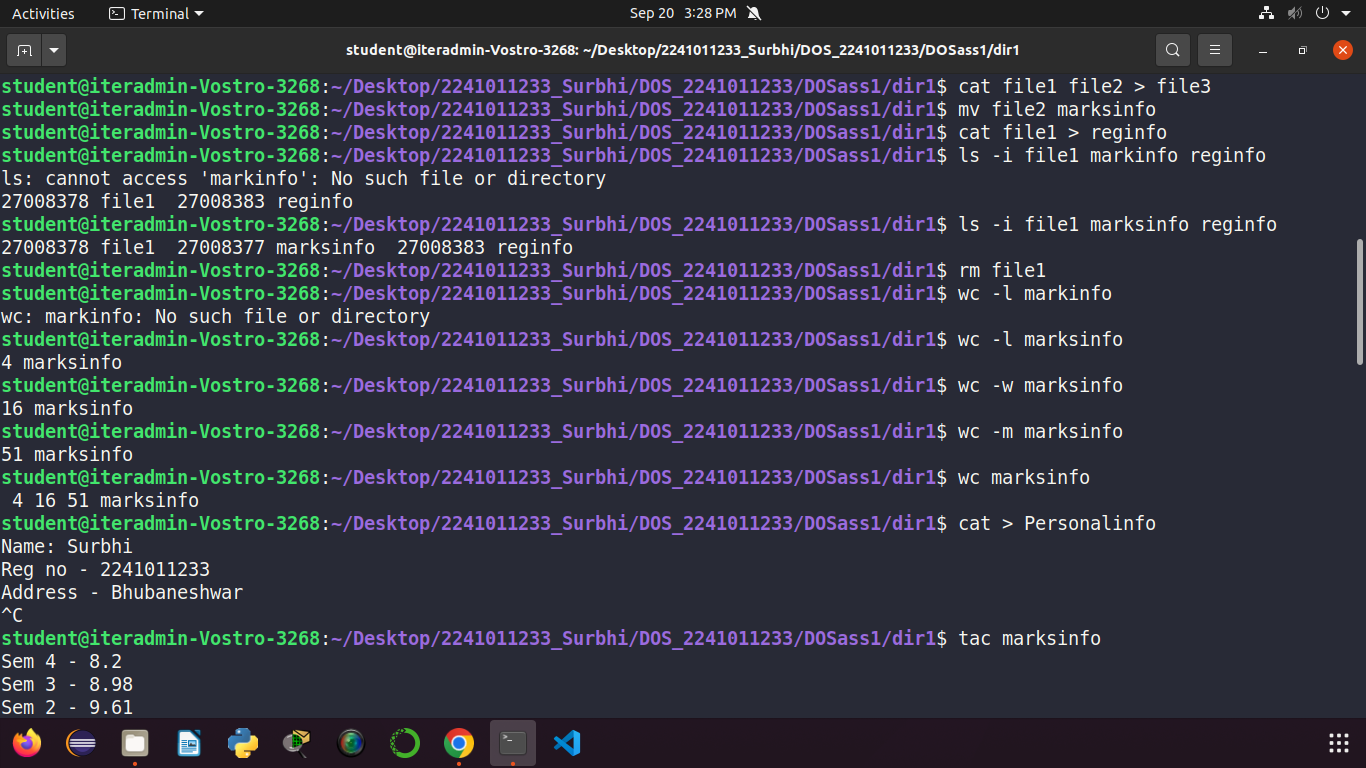 Activities Terminal Sep 20 3:28 PM
student@iteradmin-Vostro-3268: ~/Desktop/2241011233_Surbhi/DOS_2241011233/DOSass1/dir1
student@iteradmin-Vostro-3268:~/Desktop/2241011233_Surbhi/DOS_2241011233/DOSass1/dir1$ cat file1 file2 > file3
student@iteradmin-Vostro-3268:~/Desktop/2241011233_Surbhi/DOS_2241011233/DOSass1/dir1$ mv file2 marksinfo
student@iteradmin-Vostro-3268:~/Desktop/2241011233_Surbhi/DOS_2241011233/DOSass1/dir1$ cat file1 > reginfo
student@iteradmin-Vostro-3268:~/Desktop/2241011233_Surbhi/DOS_2241011233/DOSass1/dir1$ ls -i file1 markinfo reginfo
ls: cannot access 'markinfo': No such file or directory
27008378 file1  27008383 reginfo
student@iteradmin-Vostro-3268:~/Desktop/2241011233_Surbhi/DOS_2241011233/DOSass1/dir1$ ls -i file1 marksinfo reginfo
27008378 file1  27008377 marksinfo  27008383 reginfo
student@iteradmin-Vostro-3268:~/Desktop/2241011233_Surbhi/DOS_2241011233/DOSass1/dir1$ rm file1
student@iteradmin-Vostro-3268:~/Desktop/2241011233_Surbhi/DOS_2241011233/DOSass1/dir1$ wc -l markinfo
wc: markinfo: No such file or directory
student@iteradmin-Vostro-3268:~/Desktop/2241011233_Surbhi/DOS_2241011233/DOSass1/dir1$ wc -l marksinfo
4 marksinfo
student@iteradmin-Vostro-3268:~/Desktop/2241011233_Surbhi/DOS_2241011233/DOSass1/dir1$ wc -w marksinfo
16 marksinfo
student@iteradmin-Vostro-3268:~/Desktop/2241011233_Surbhi/DOS_2241011233/DOSass1/dir1$ wc -m marksinfo
51 marksinfo
student@iteradmin-Vostro-3268:~/Desktop/2241011233_Surbhi/DOS_2241011233/DOSass1/dir1$ wc marksinfo
 4 16 51 marksinfo
student@iteradmin-Vostro-3268:~/Desktop/2241011233_Surbhi/DOS_2241011233/DOSass1/dir1$ cat > Personalinfo
Name: Surbhi
Reg no - 2241011233
Address - Bhubaneshwar
^C
student@iteradmin-Vostro-3268:~/Desktop/2241011233_Surbhi/DOS_2241011233/DOSass1/dir1$ tac marksinfo
Sem 4 - 8.2
Sem 3 - 8.98
Sem 2 - 9.61